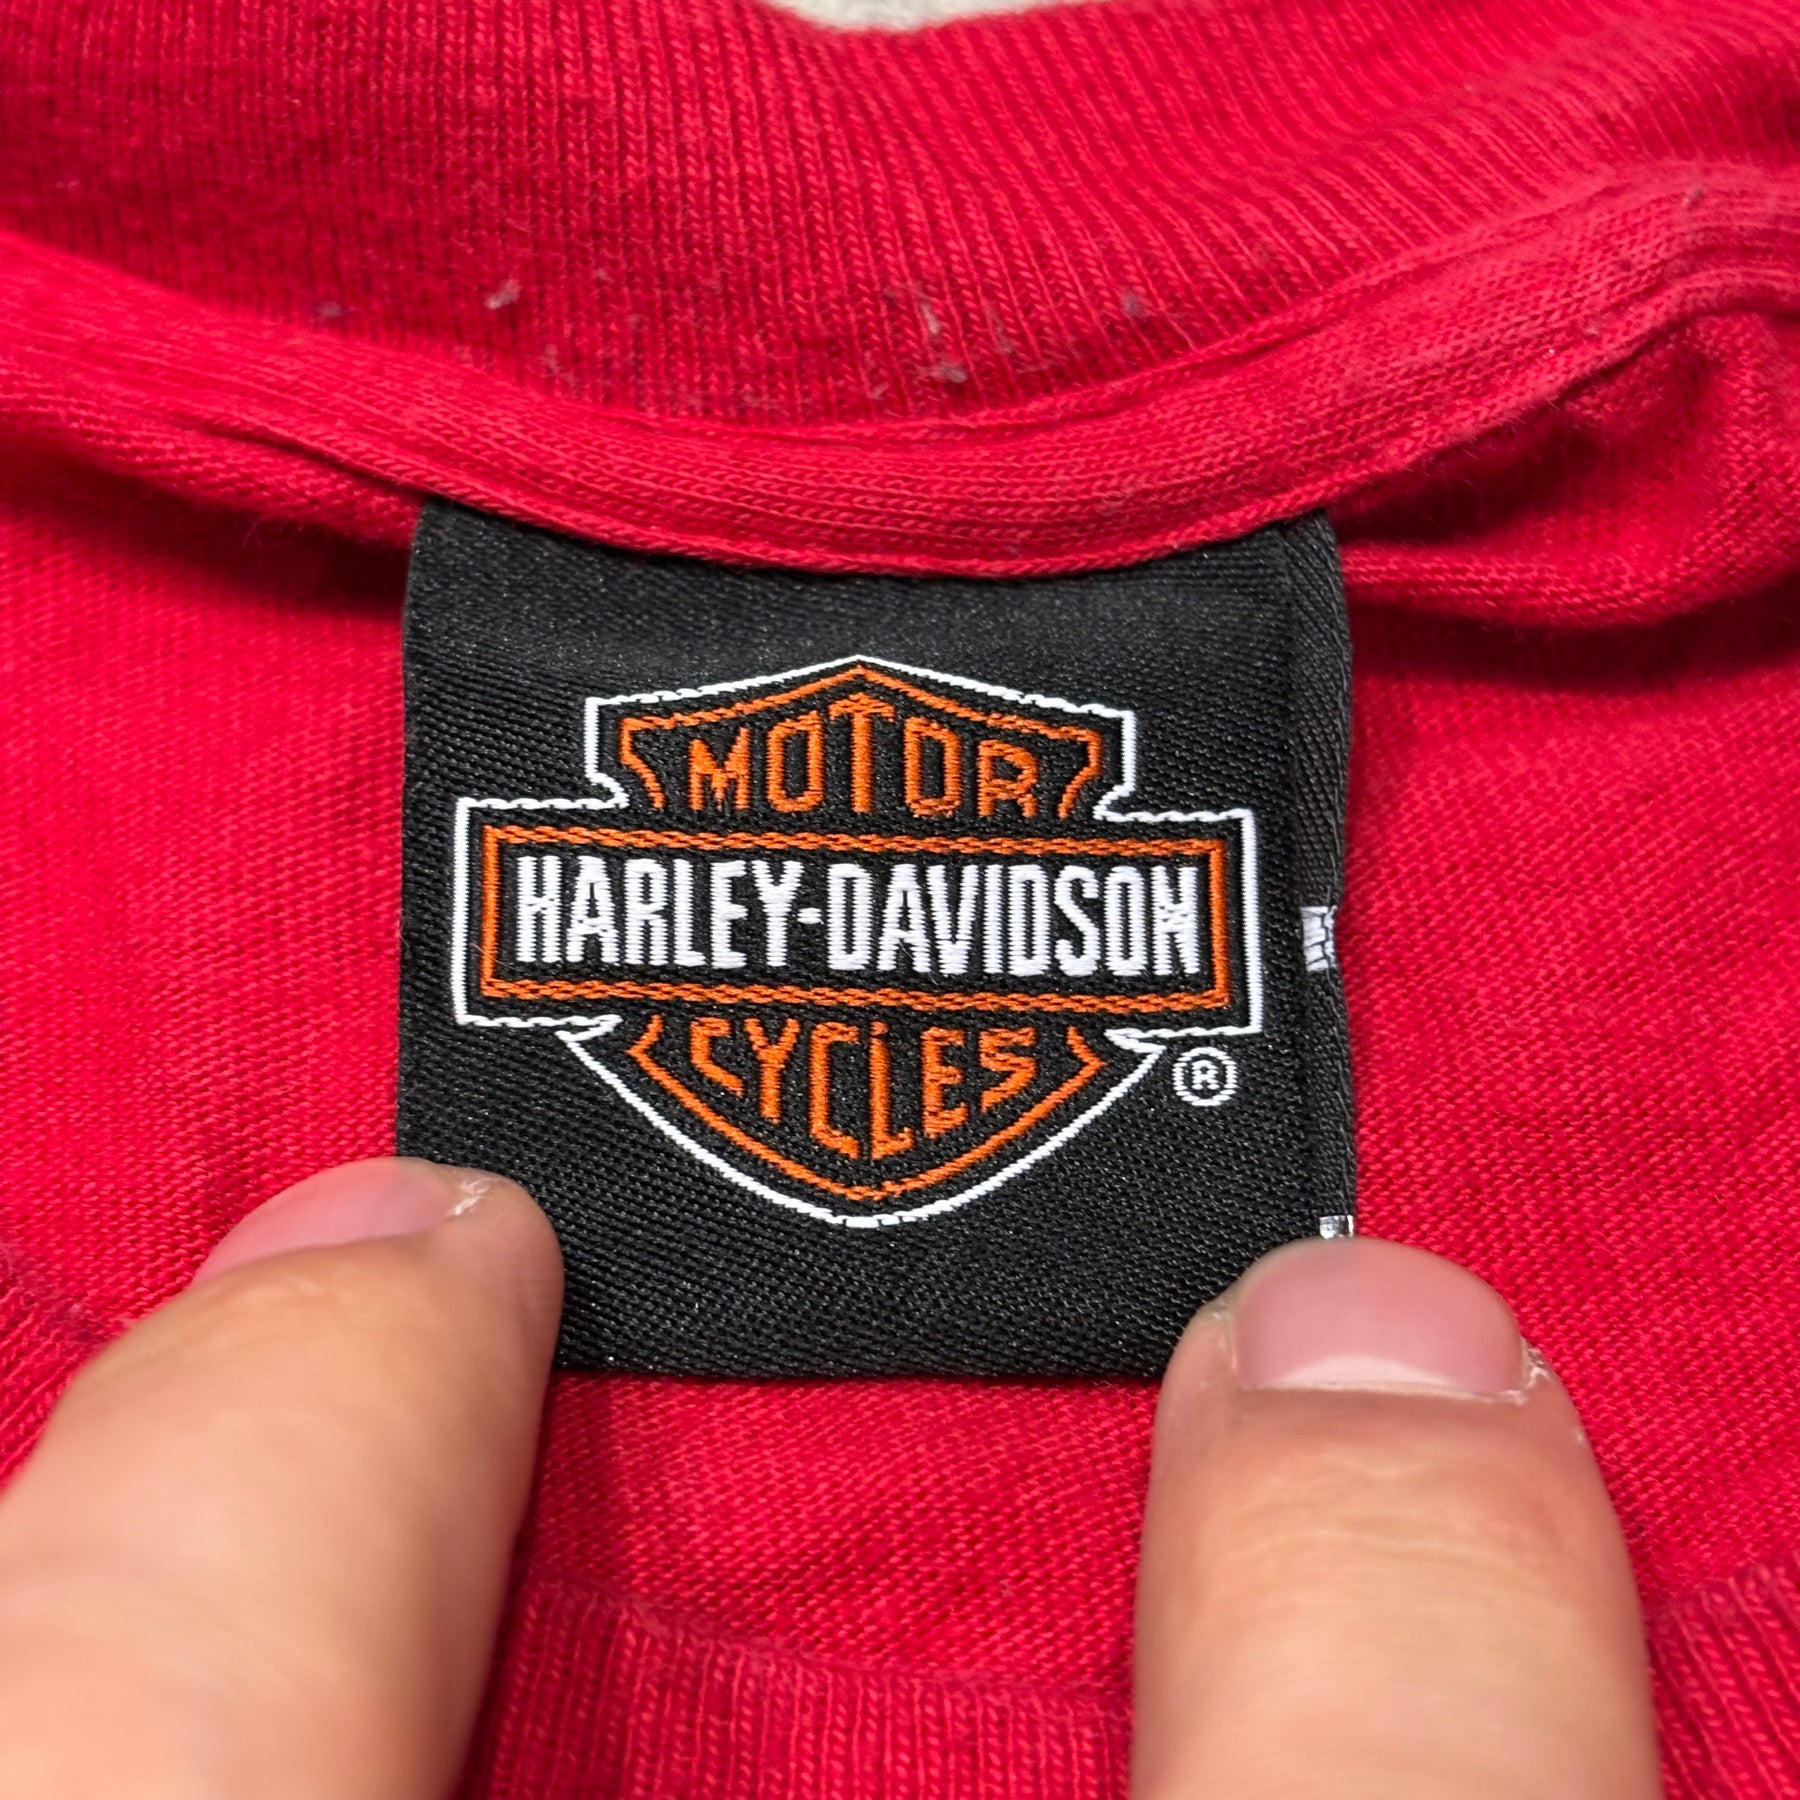 MOTOR
HARLEY-DAVIDSON
CYCLES
®